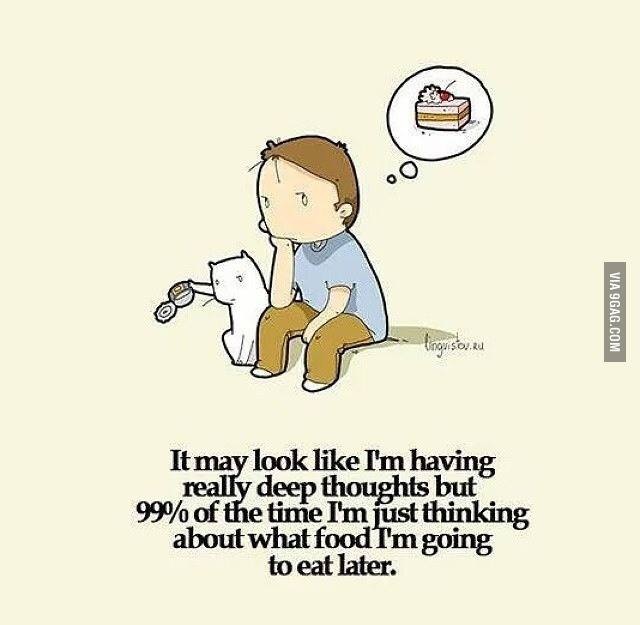 VIA 9GAG.COM
lingvistov.ru
It may look like I'm having
really deep thoughts but
99% of the time I'm just thinking
about what food I'm going
to eat later.